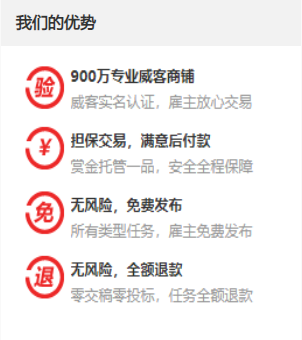 我们的优势
验
900万专业威客商铺
威客实名认证，雇主放心交易
¥
担保交易，满意后付款
赏金托管一品，安全全程保障
免
无风险，免费发布
所有类型任务，雇主免费发布
退
无风险，全额退款
零交稿零投标，任务全额退款